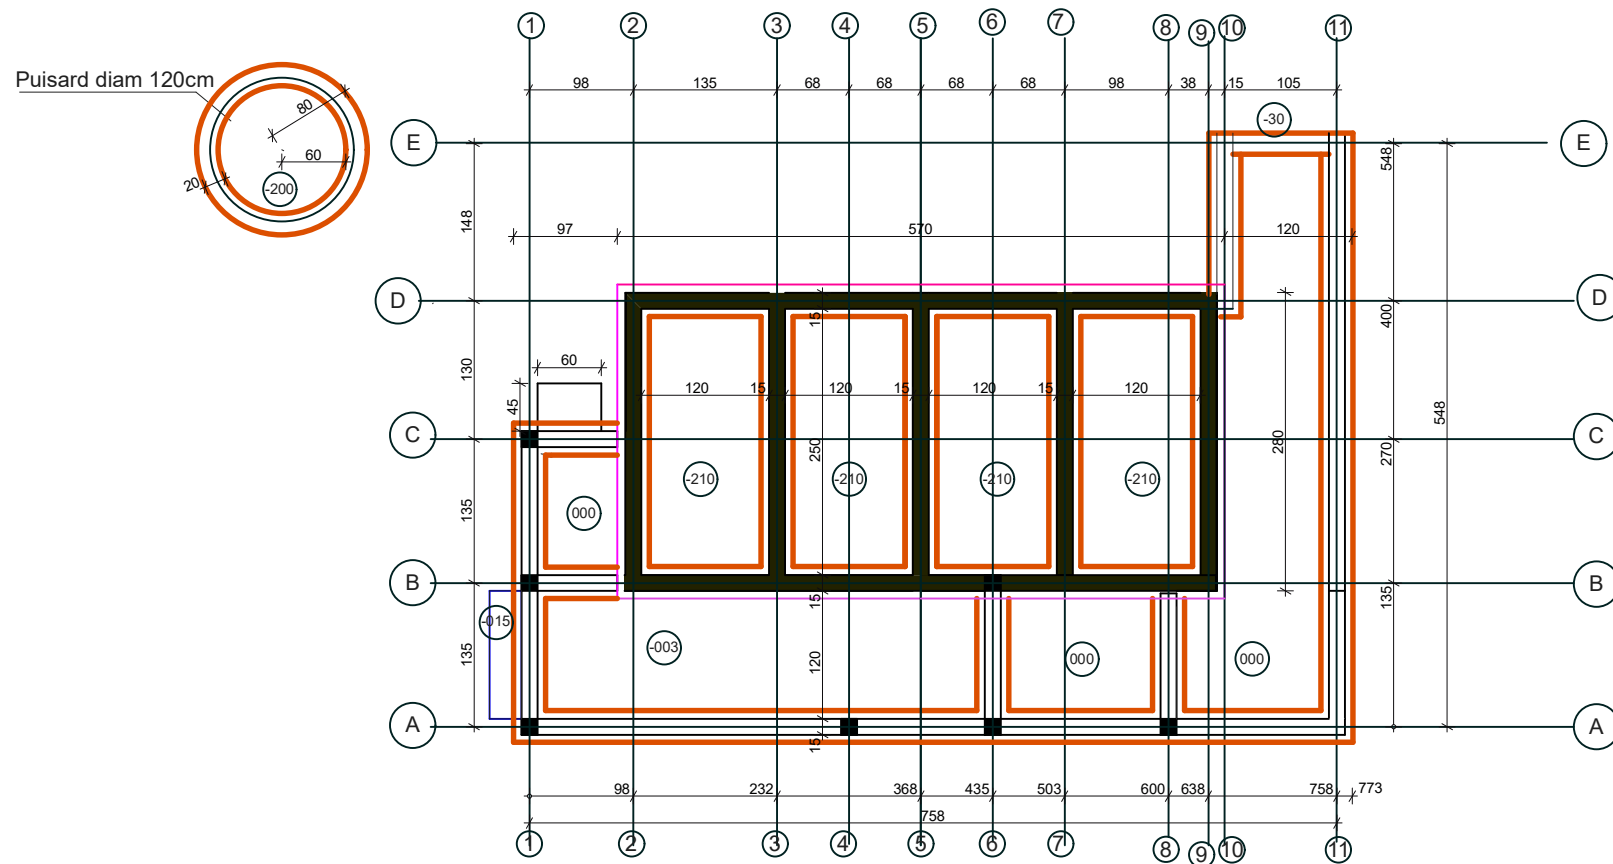 1 2 3 4 5 6 7 8 9 10 11
98 135 68 68 68 68 98 38 15 105
Puisard diam 120cm
80
60
20
-200
-30
E E
148
548
97 570 120
D D
15
400
130
60
45
120 15 120 15 120 15 120
548
C C
250
280
270
-210 -210 -210 -210
000
135
B B
15
135
-015
-003
000
000
135
120
A A
15
98 232 368 435 503 600 638 758 773
758
1 2 3 4 5 6 7 8 9 10 11